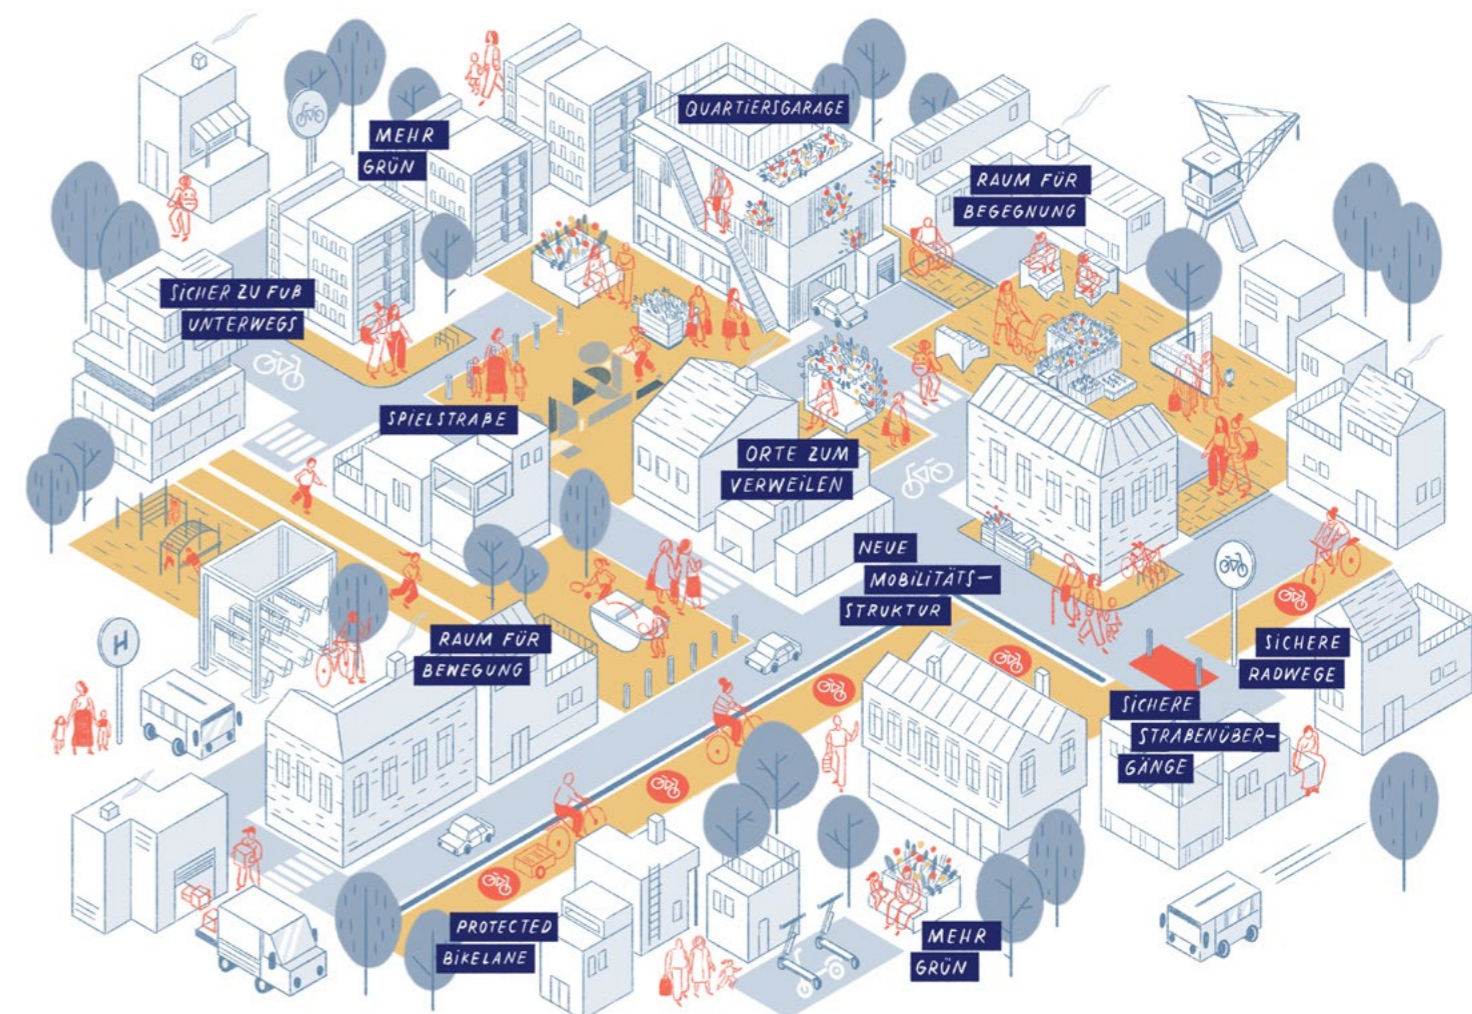 QUARTIERSGARAGE
MEHR
GRÜN
RAUM FÜR
BEGEGNUNG
SICHER ZU FUß
UNTERWEGS
SPIELSTRAßE
ORTE ZUM
VERWEILEN
NEUE
MOBILITÄTS-
STRUKTUR
RAUM FÜR
BEWEGUNG
H
SICHERE
RADWEGE
SICHERE
STRAßENÜBER-
GÄNGE
PROTECTED
BIKELANE
MEHR
GRÜN